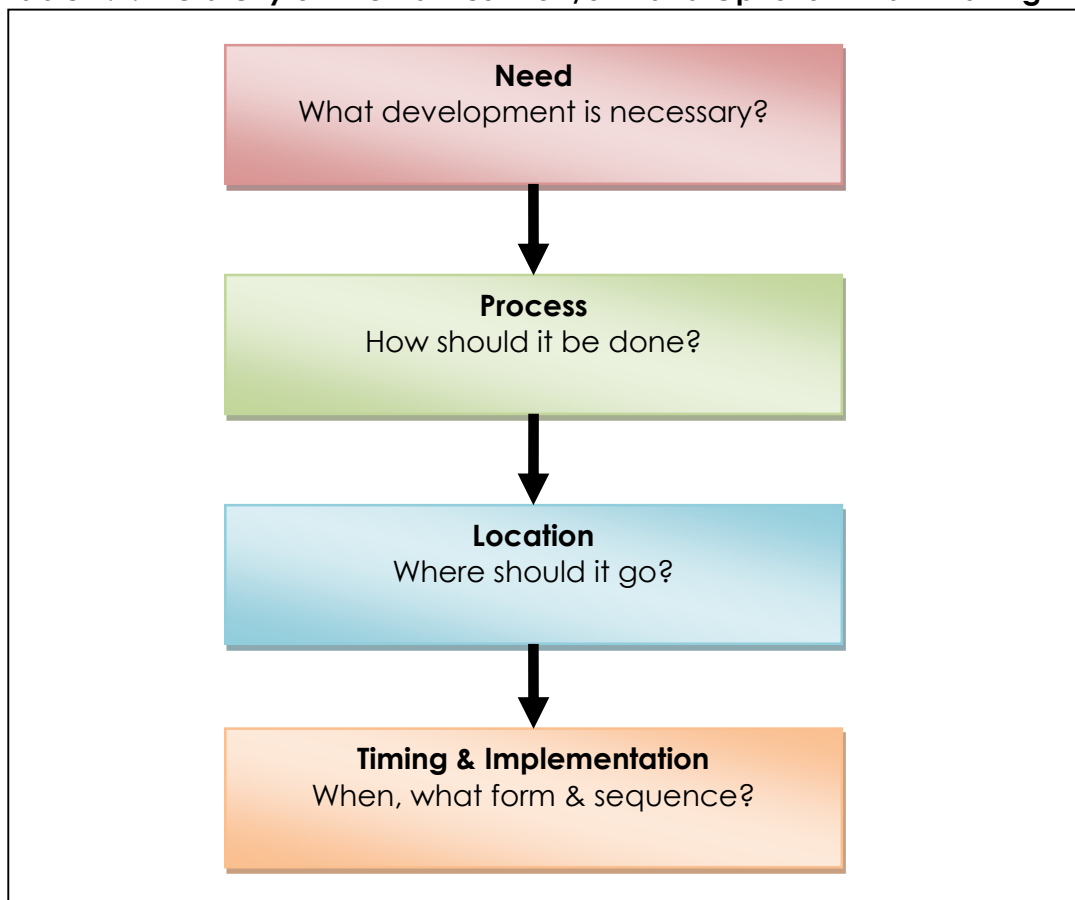 Need
What development is necessary?
Process
How should it be done?
Location
Where should it go?
Timing & Implementation
When, what form & sequence?